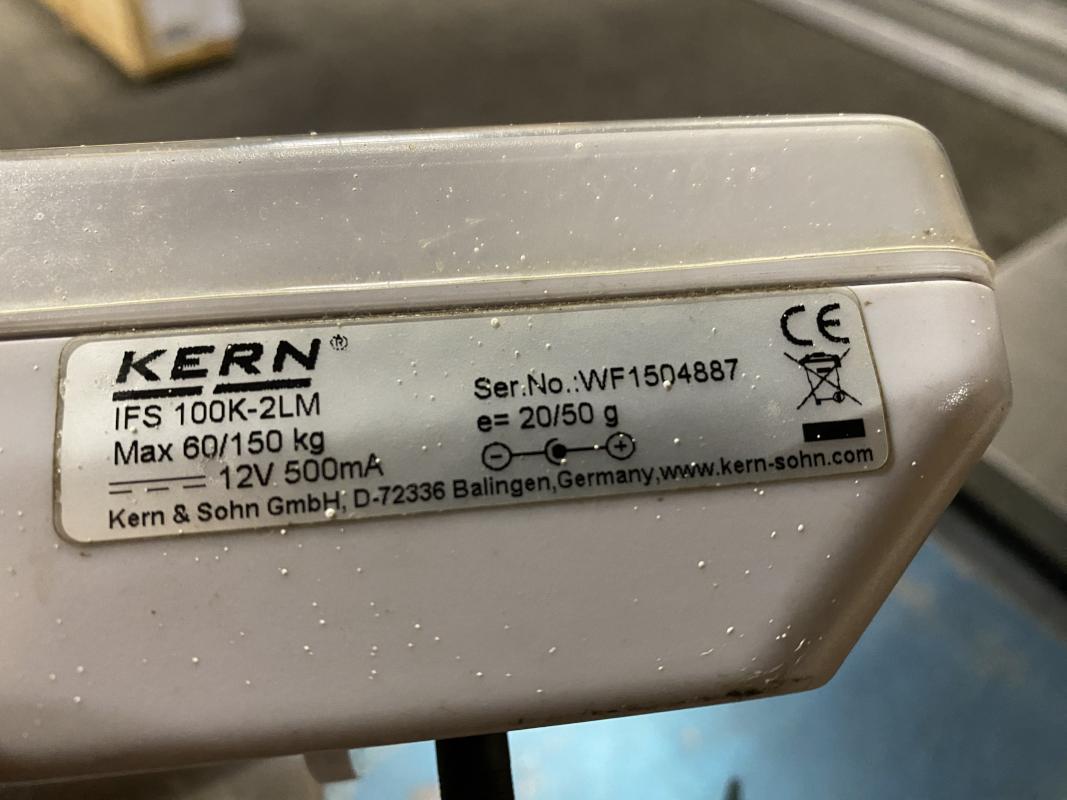 KERN ®
IFS 100K-2LM
Max 60/150 kg
12V 500mA
Ser.No.:WF1504887
e= 20/50 g
− +
CE
Kern & Sohn GmbH, D-72336 Balingen,Germany,www.kern-sohn.com